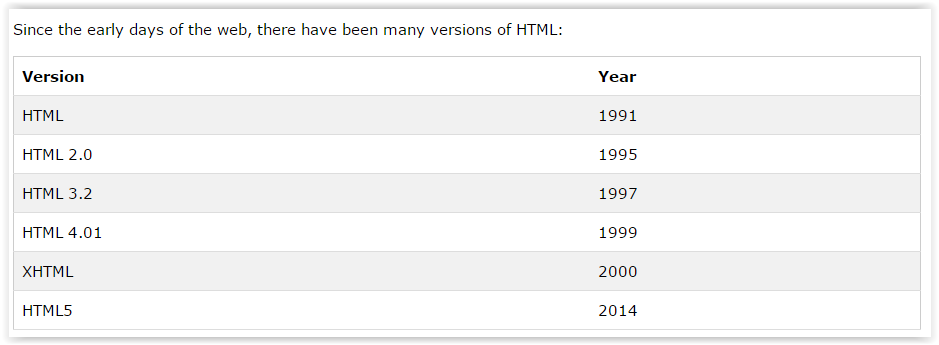 Since the early days of the web, there have been many versions of HTML:
Version Year
HTML 1991
HTML 2.0 1995
HTML 3.2 1997
HTML 4.01 1999
XHTML 2000
HTML5 2014